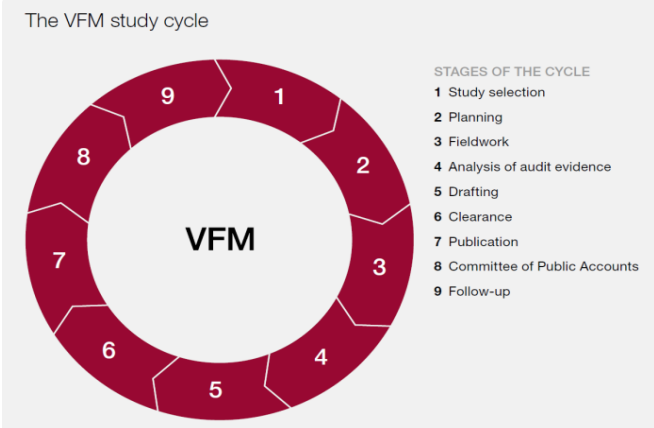 The VFM study cycle
STAGES OF THE CYCLE
1 Study selection
2 Planning
3 Fieldwork
4 Analysis of audit evidence
5 Drafting
6 Clearance
7 Publication
8 Committee of Public Accounts
9 Follow-up
VFM
1
2
3
4
5
6
7
8
9